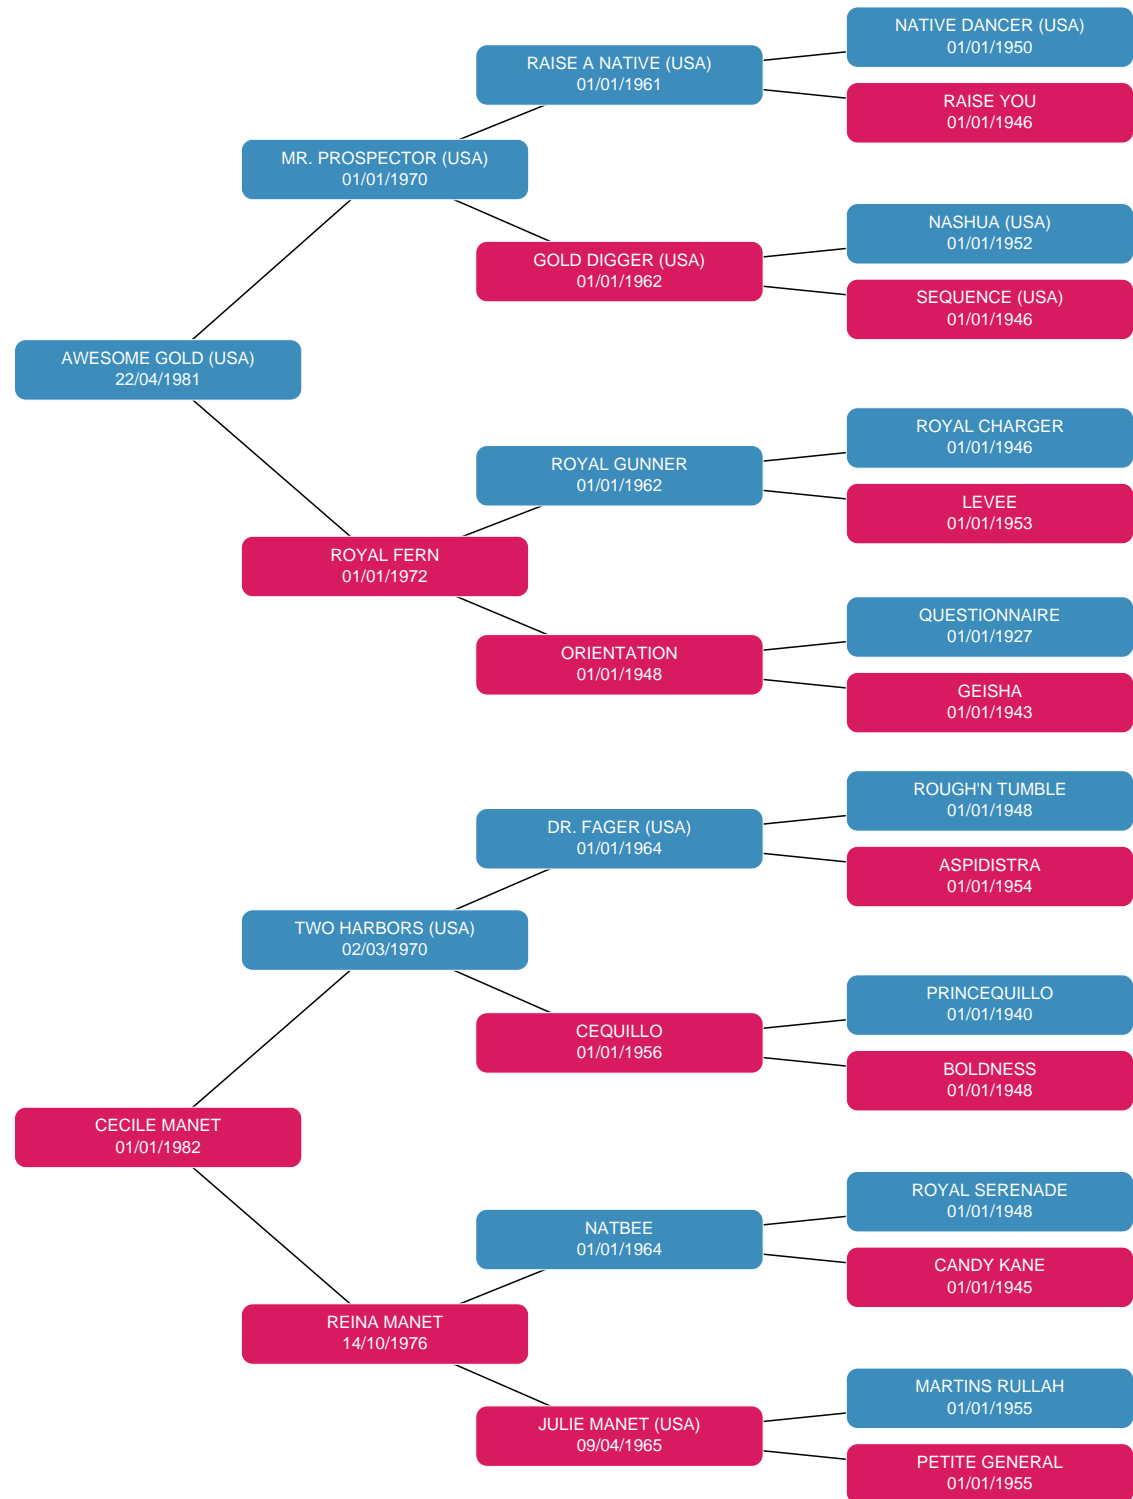 NATIVE DANCER (USA)
01/01/1950
RAISE A NATIVE (USA)
01/01/1961
RAISE YOU
01/01/1946
MR. PROSPECTOR (USA)
01/01/1970
NASHUA (USA)
01/01/1952
GOLD DIGGER (USA)
01/01/1962
SEQUENCE (USA)
01/01/1946
AWESOME GOLD (USA)
22/04/1981
ROYAL CHARGER
01/01/1946
ROYAL GUNNER
01/01/1962
LEVEE
01/01/1953
ROYAL FERN
01/01/1972
QUESTIONNAIRE
01/01/1927
ORIENTATION
01/01/1948
GEISHA
01/01/1943
ROUGH'N TUMBLE
01/01/1948
DR. FAGER (USA)
01/01/1964
ASPIDISTRA
01/01/1954
TWO HARBORS (USA)
02/03/1970
PRINCEQUILLO
01/01/1940
CEQUILLO
01/01/1956
BOLDNESS
01/01/1948
CECILE MANET
01/01/1982
ROYAL SERENADE
01/01/1948
NATBEE
01/01/1964
CANDY KANE
01/01/1945
REINA MANET
14/10/1976
MARTINS RULLAH
01/01/1955
JULIE MANET (USA)
09/04/1965
PETITE GENERAL
01/01/1955